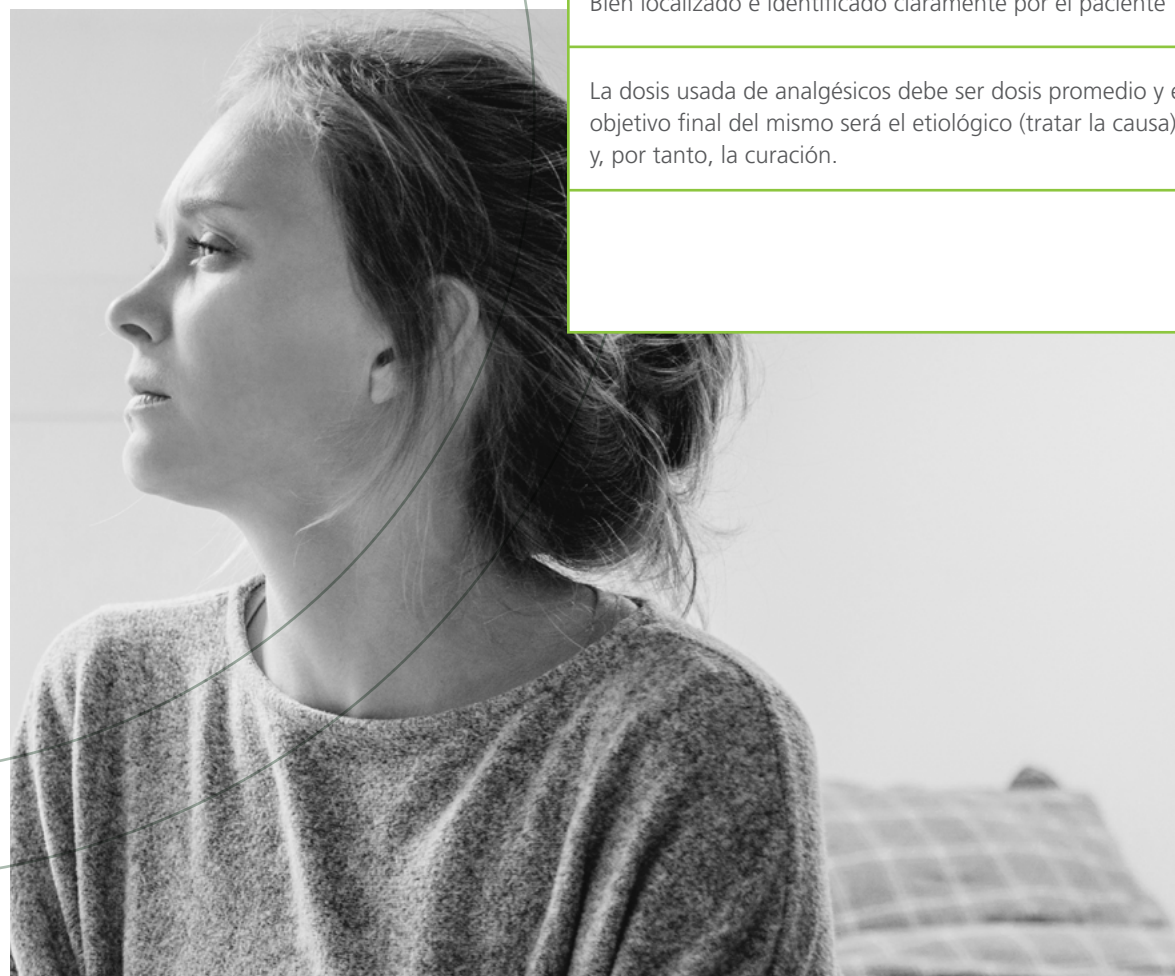 Bien localizado e identificado claramente por el paciente
La dosis usada de analgésicos debe ser dosis promedio y e
objetivo final del mismo será el etiológico (tratar la causa)
y, por tanto, la curación.